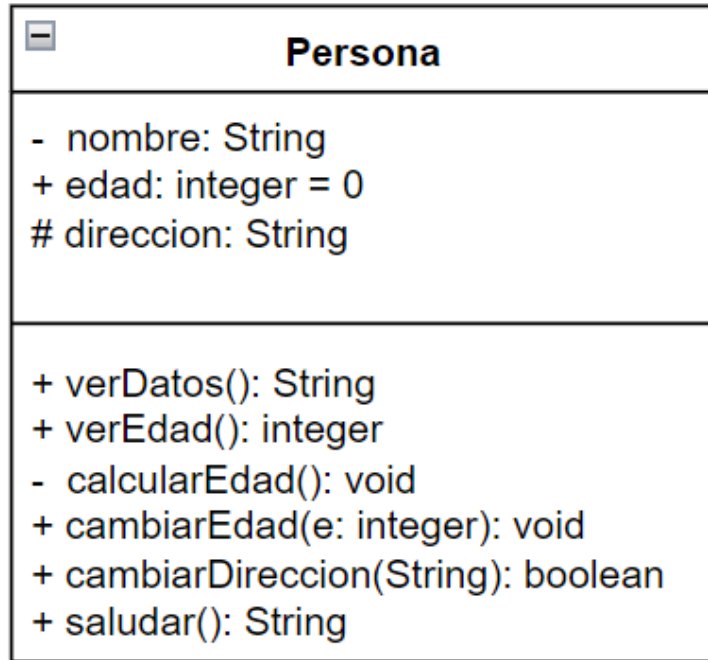 Persona
- nombre: String
+ edad: integer = 0
# direccion: String
+ verDatos(): String
+ verEdad(): integer
- calcularEdad(): void
+ cambiarEdad(e: integer): void
+ cambiarDireccion(String): boolean
+ saludar(): String